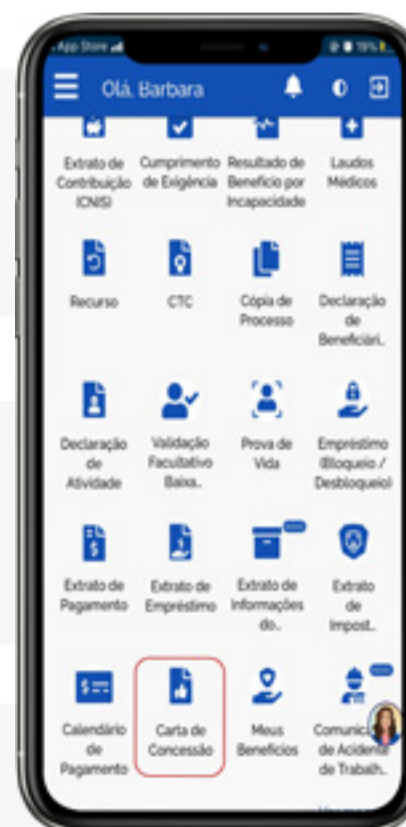 App Store
19%
Olá, Barbara
Extrato de Contribuição (CNIS)
Cumprimento de Exigência
Resultado de Benefício por Incapacidade
Laudos Médicos
Recurso
CTC
Cópia de Processo
Declaração de Beneficiári..
Declaração de Atividade
Validação Facultativo Baixa..
Prova de Vida
Empréstimo (Bloqueio / Desbloqueio)
Extrato de Pagamento
Extrato de Empréstimo
Extrato de Informações do..
Extrato de Impost..
Calendário de Pagamento
Carta de Concessão
Meus Benefícios
Comunic
de Acidente de Trabalh..